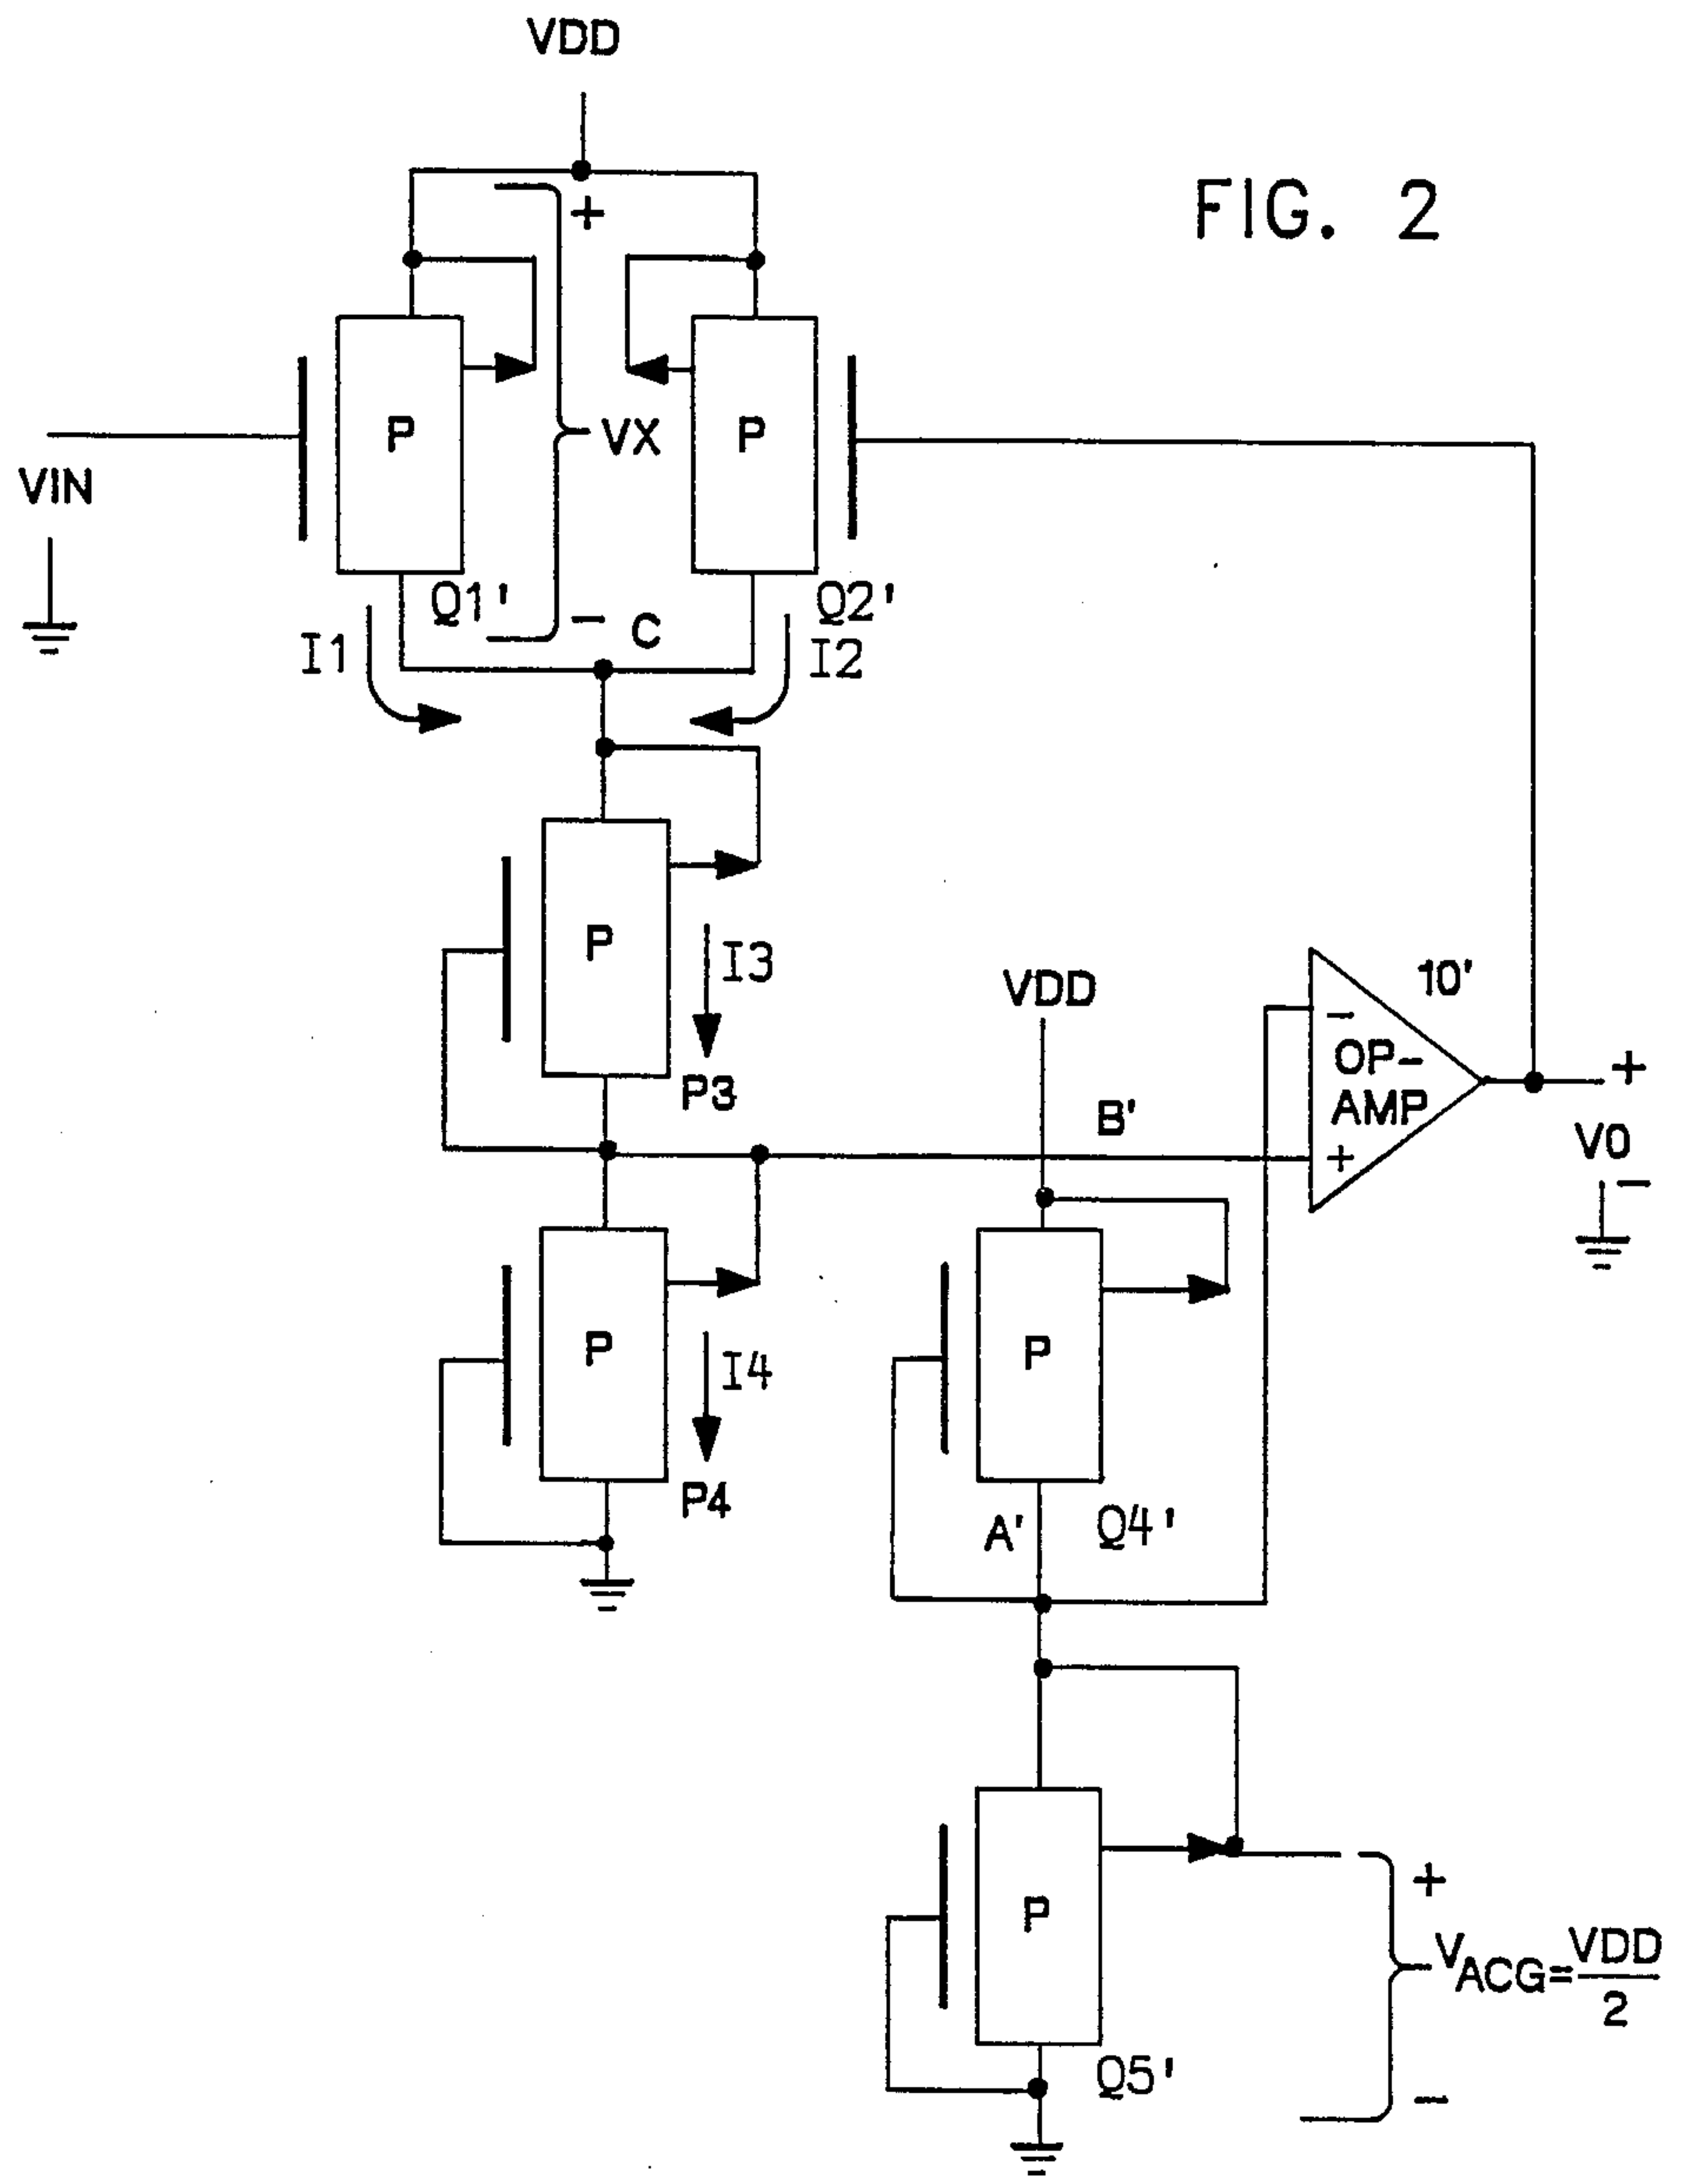 VDD
FIG. 2
+
P
VX
P
VIN
Q1'
Q2'
−
C
I1
I2
P
I3
P3
VDD
B'
10'
−
OP-
AMP
+
+
VO
−
P
I4
P4
P
A'
Q4'
P
Q5'
+
VACG=VDD/2
−